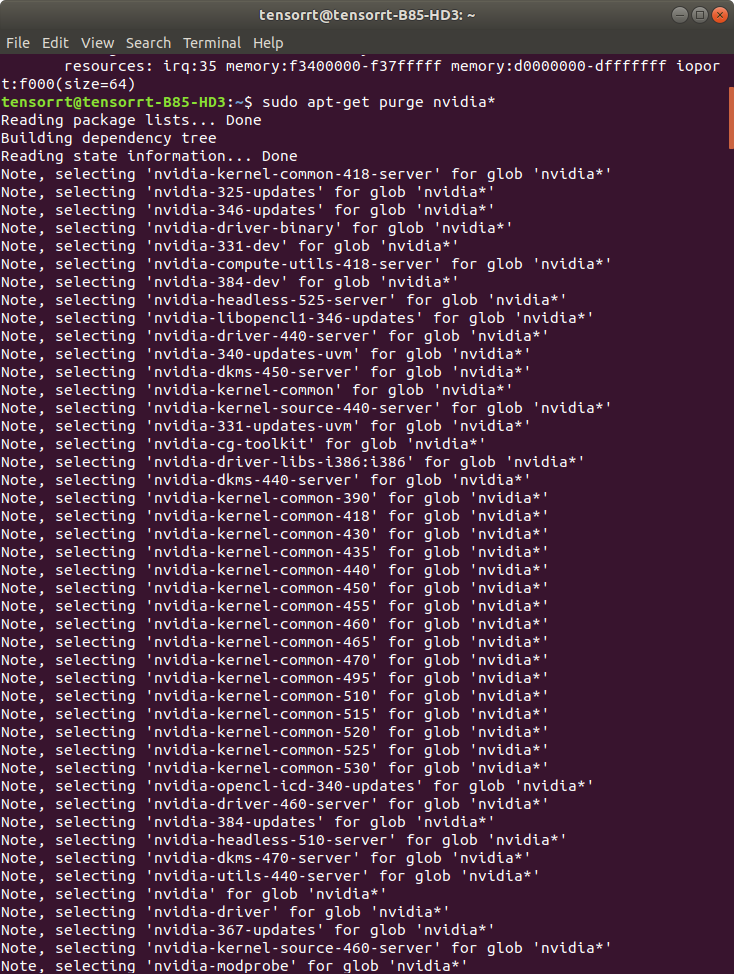 tensorrt@tensorrt-B85-HD3: ~
File Edit View Search Terminal Help
resources: irq:35 memory:f3400000-f37fffff memory:d0000000-dfffffff iopor
t:f000(size=64)
tensorrt@tensorrt-B85-HD3:~$ sudo apt-get purge nvidia*
Reading package lists... Done
Building dependency tree
Reading state information... Done
Note, selecting 'nvidia-kernel-common-418-server' for glob 'nvidia*'
Note, selecting 'nvidia-325-updates' for glob 'nvidia*'
Note, selecting 'nvidia-346-updates' for glob 'nvidia*'
Note, selecting 'nvidia-driver-binary' for glob 'nvidia*'
Note, selecting 'nvidia-331-dev' for glob 'nvidia*'
Note, selecting 'nvidia-compute-utils-418-server' for glob 'nvidia*'
Note, selecting 'nvidia-384-dev' for glob 'nvidia*'
Note, selecting 'nvidia-headless-525-server' for glob 'nvidia*'
Note, selecting 'nvidia-libopencl1-346-updates' for glob 'nvidia*'
Note, selecting 'nvidia-driver-440-server' for glob 'nvidia*'
Note, selecting 'nvidia-340-updates-uvm' for glob 'nvidia*'
Note, selecting 'nvidia-dkms-450-server' for glob 'nvidia*'
Note, selecting 'nvidia-kernel-common' for glob 'nvidia*'
Note, selecting 'nvidia-kernel-source-440-server' for glob 'nvidia*'
Note, selecting 'nvidia-331-updates-uvm' for glob 'nvidia*'
Note, selecting 'nvidia-cg-toolkit' for glob 'nvidia*'
Note, selecting 'nvidia-driver-libs-i386:i386' for glob 'nvidia*'
Note, selecting 'nvidia-dkms-440-server' for glob 'nvidia*'
Note, selecting 'nvidia-kernel-common-390' for glob 'nvidia*'
Note, selecting 'nvidia-kernel-common-418' for glob 'nvidia*'
Note, selecting 'nvidia-kernel-common-430' for glob 'nvidia*'
Note, selecting 'nvidia-kernel-common-435' for glob 'nvidia*'
Note, selecting 'nvidia-kernel-common-440' for glob 'nvidia*'
Note, selecting 'nvidia-kernel-common-450' for glob 'nvidia*'
Note, selecting 'nvidia-kernel-common-455' for glob 'nvidia*'
Note, selecting 'nvidia-kernel-common-460' for glob 'nvidia*'
Note, selecting 'nvidia-kernel-common-465' for glob 'nvidia*'
Note, selecting 'nvidia-kernel-common-470' for glob 'nvidia*'
Note, selecting 'nvidia-kernel-common-495' for glob 'nvidia*'
Note, selecting 'nvidia-kernel-common-510' for glob 'nvidia*'
Note, selecting 'nvidia-kernel-common-515' for glob 'nvidia*'
Note, selecting 'nvidia-kernel-common-520' for glob 'nvidia*'
Note, selecting 'nvidia-kernel-common-525' for glob 'nvidia*'
Note, selecting 'nvidia-kernel-common-530' for glob 'nvidia*'
Note, selecting 'nvidia-opencl-icd-340-updates' for glob 'nvidia*'
Note, selecting 'nvidia-driver-460-server' for glob 'nvidia*'
Note, selecting 'nvidia-384-updates' for glob 'nvidia*'
Note, selecting 'nvidia-headless-510-server' for glob 'nvidia*'
Note, selecting 'nvidia-dkms-470-server' for glob 'nvidia*'
Note, selecting 'nvidia-utils-440-server' for glob 'nvidia*'
Note, selecting 'nvidia' for glob 'nvidia*'
Note, selecting 'nvidia-driver' for glob 'nvidia*'
Note, selecting 'nvidia-367-updates' for glob 'nvidia*'
Note, selecting 'nvidia-kernel-source-460-server' for glob 'nvidia*'
Note, selecting 'nvidia-modprobe' for glob 'nvidia*'